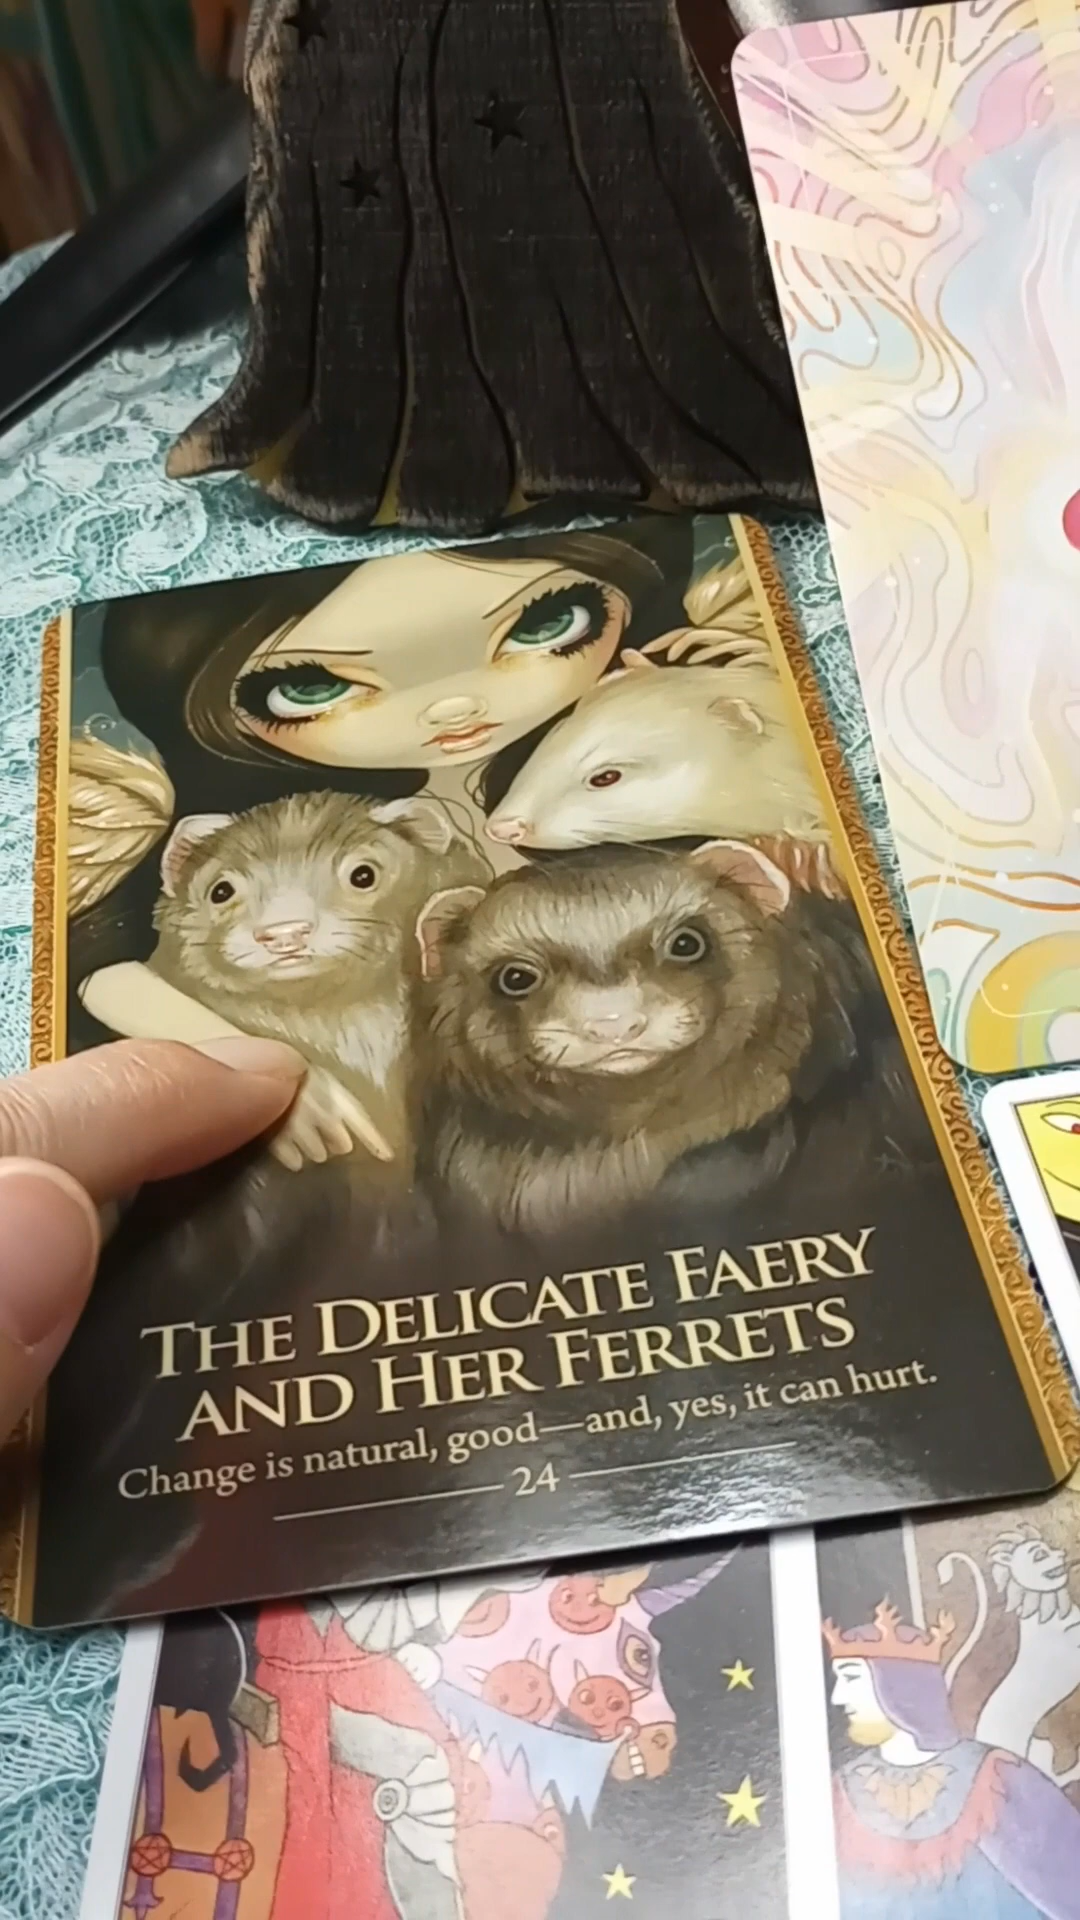 THE DELICATE FAERY
AND HER FERRETS
Change is natural, good—and, yes, it can hurt.
24